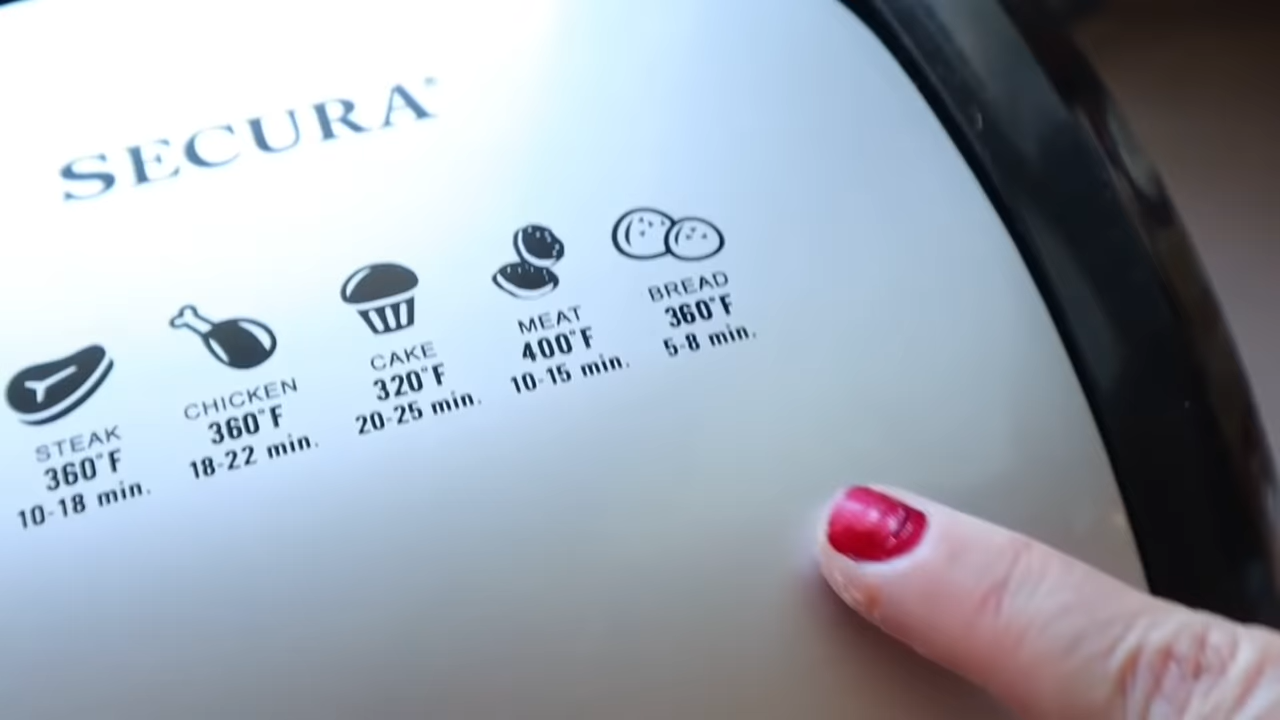 SECURA
STEAK
360°F
10-18 min.
CHICKEN
360°F
18-22 min.
CAKE
320°F
20-25 min.
MEAT
400°F
10-15 min.
BREAD
360°F
5-8 min.